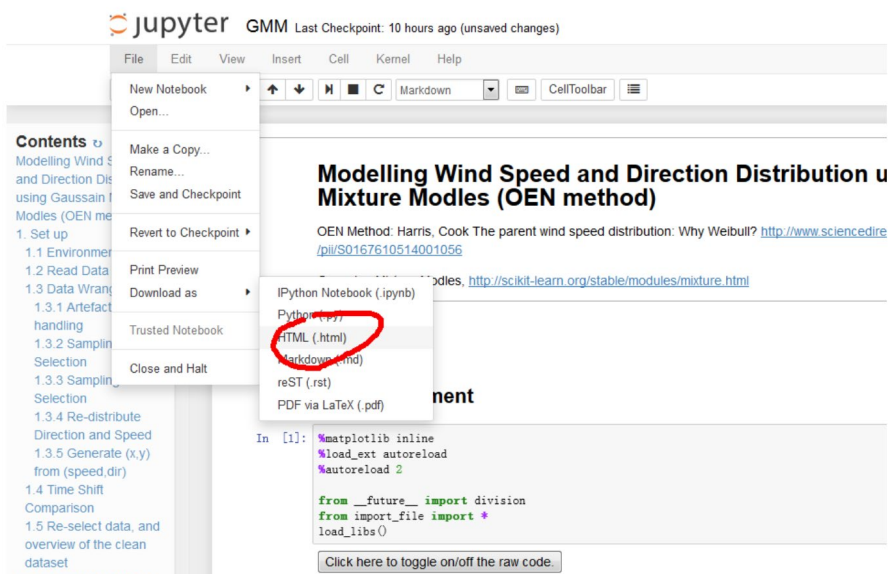 jupyter GMM Last Checkpoint: 10 hours ago (unsaved changes)
File Edit View Insert Cell Kernel Help
Markdown CellToolbar
New Notebook
Open...
Make a Copy...
Rename...
Save and Checkpoint
Revert to Checkpoint
Print Preview
Download as
Trusted Notebook
Close and Halt
IPython Notebook (.ipynb)
Python (.py)
HTML (.html)
Markdown (.md)
reST (.rst)
PDF via LaTeX (.pdf)
Contents
Modelling Wind S
and Direction Dis
using Gaussain
Modles (OEN me
1. Set up
1.1 Environmen
1.2 Read Data
1.3 Data Wrang
1.3.1 Artefact
handling
1.3.2 Samplin
Selection
1.3.3 Sampling
Selection
1.3.4 Re-distribute
Direction and Speed
1.3.5 Generate (x,y)
from (speed,dir)
1.4 Time Shift
Comparison
1.5 Re-select data, and
overview of the clean
dataset
Modelling Wind Speed and Direction Distribution u
Mixture Modles (OEN method)
OEN Method: Harris, Cook The parent wind speed distribution: Why Weibull? http://www.sciencedire
/pii/S0167610514001056
odles, http://scikit-learn.org/stable/modules/mixture.html
ment
In [1]: %matplotlib inline
%load_ext autoreload
%autoreload 2
from __future__ import division
from import_file import *
load_libs()
Click here to toggle on/off the raw code.